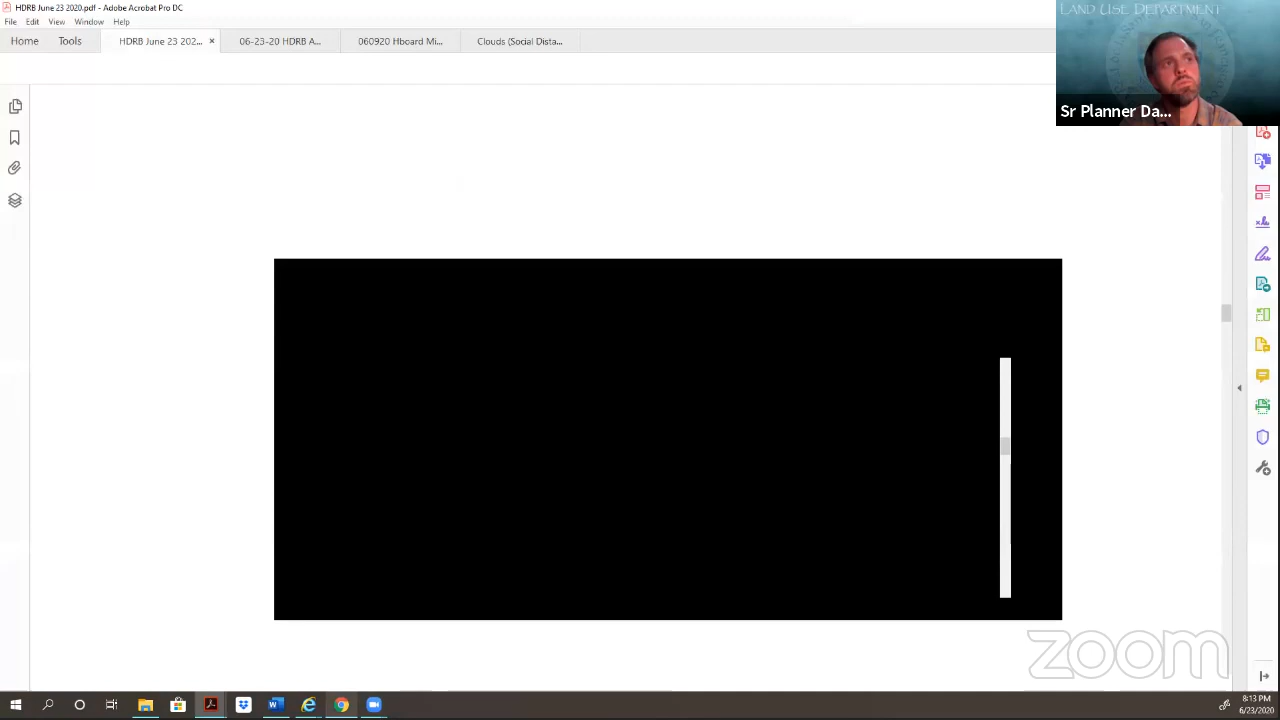 HDRB June 23 2020.pdf - Adobe Acrobat Pro DC
File Edit View Window Help
Home Tools HDRB June 23 202... × 06-23-20 HDRB A... 060920 Hboard Mi... Clouds (Social Dista...
LAND USE DEPARTMENT
Sr Planner Da...
zoom
8:13 PM
6/23/2020